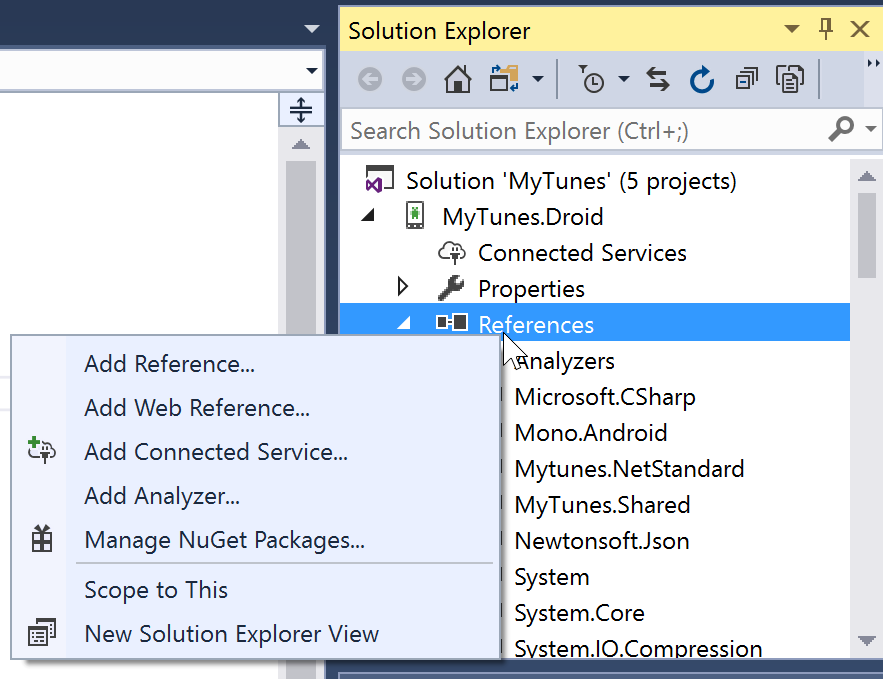 Solution Explorer
Search Solution Explorer (Ctrl+;)
Solution 'MyTunes' (5 projects)
MyTunes.Droid
Connected Services
Properties
References
Analyzers
Microsoft.CSharp
Mono.Android
Mytunes.NetStandard
MyTunes.Shared
Newtonsoft.Json
System
System.Core
System.IO.Compression
Add Reference...
Add Web Reference...
Add Connected Service...
Add Analyzer...
Manage NuGet Packages...
Scope to This
New Solution Explorer View